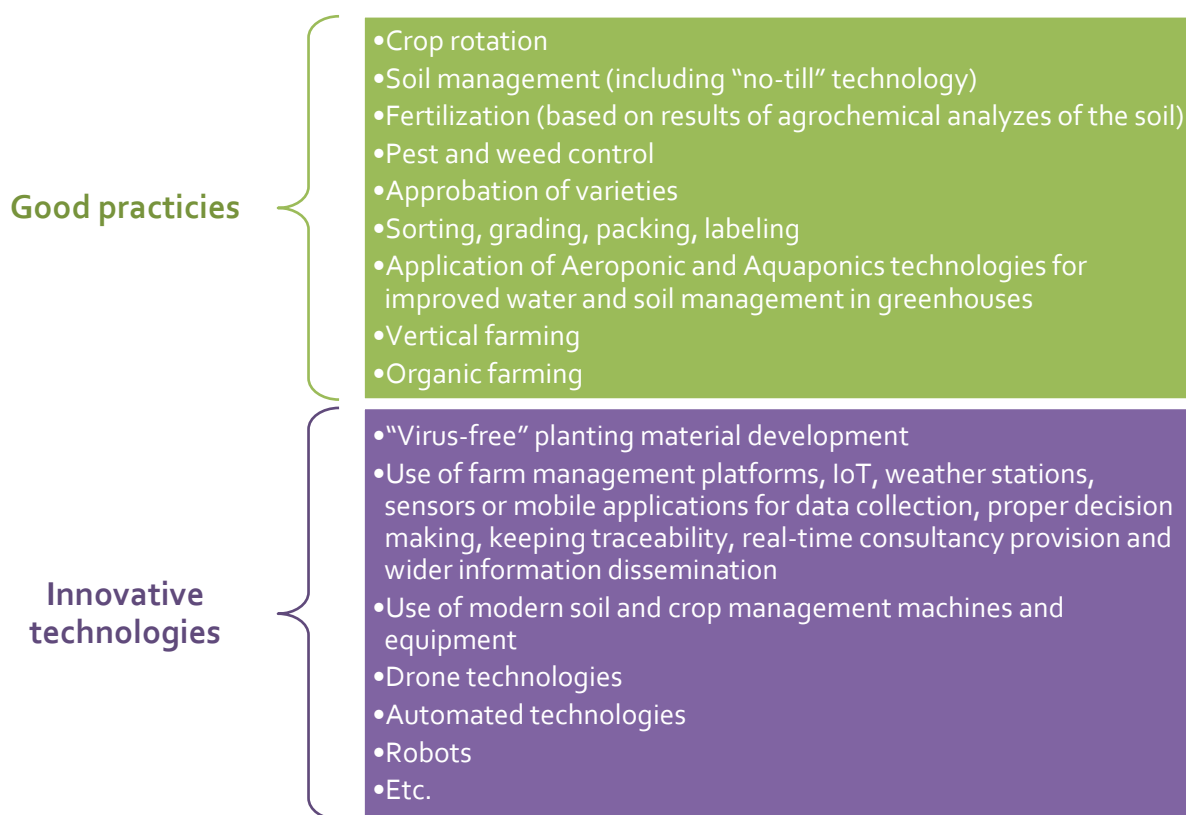 Good practicies
•Crop rotation
•Soil management (including “no-till” technology)
•Fertilization (based on results of agrochemical analyzes of the soil)
•Pest and weed control
•Approbation of varieties
•Sorting, grading, packing, labeling
•Application of Aeroponic and Aquaponics technologies for
improved water and soil management in greenhouses
•Vertical farming
•Organic farming
Innovative
technologies
•“Virus-free” planting material development
•Use of farm management platforms, IoT, weather stations,
sensors or mobile applications for data collection, proper decision
making, keeping traceability, real-time consultancy provision and
wider information dissemination
•Use of modern soil and crop management machines and
equipment
•Drone technologies
•Automated technologies
•Robots
•Etc.